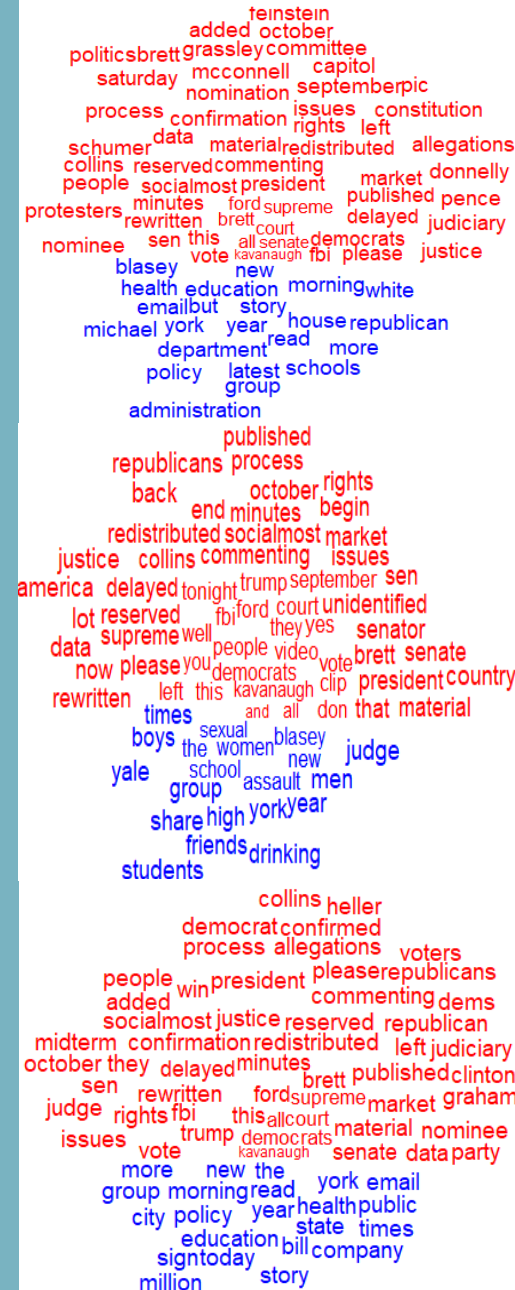 feinstein
added october
politicsbrett grassley committee
saturday mcconnell capitol
nomination septemberpic
process confirmation issues constitution
schumer data material rights left redistributed allegations
collins reserved commenting
people socialmost president market donnelly
protesters minutes ford supreme published pence
rewritten brett court delayed judiciary
nominee sen this all senate democrats
vote kavanaugh fbi please justice
blasey new
health education morning white
email but story
michael york year house republican
department read more
policy latest schools
group
administration
published
republicans process
back october rights
end minutes begin
redistributed socialmost market
justice collins commenting issues
america delayed tonight trump september sen
lot reserved fbi ford court unidentified
data supreme well they yes senator
people video vote brett senate
now please you democrats
rewritten left this kavanaugh clip president country
times and all don that material
boys sexual the women blasey judge
yale school new
group assault men
share high york year
friends drinking
students
collins heller
democrat confirmed
process allegations voters
people win president please republicans
added commenting dems
socialmost justice reserved republican
midterm confirmation redistributed left judiciary
october they delayed minutes
sen rewritten ford brett published clinton
judge rights fbi this all supreme court market graham
issues vote trump democrats material nominee
kavanaugh senate data party
more new the
group morning read york email
city policy year health public
education state times
sign today bill company
million story